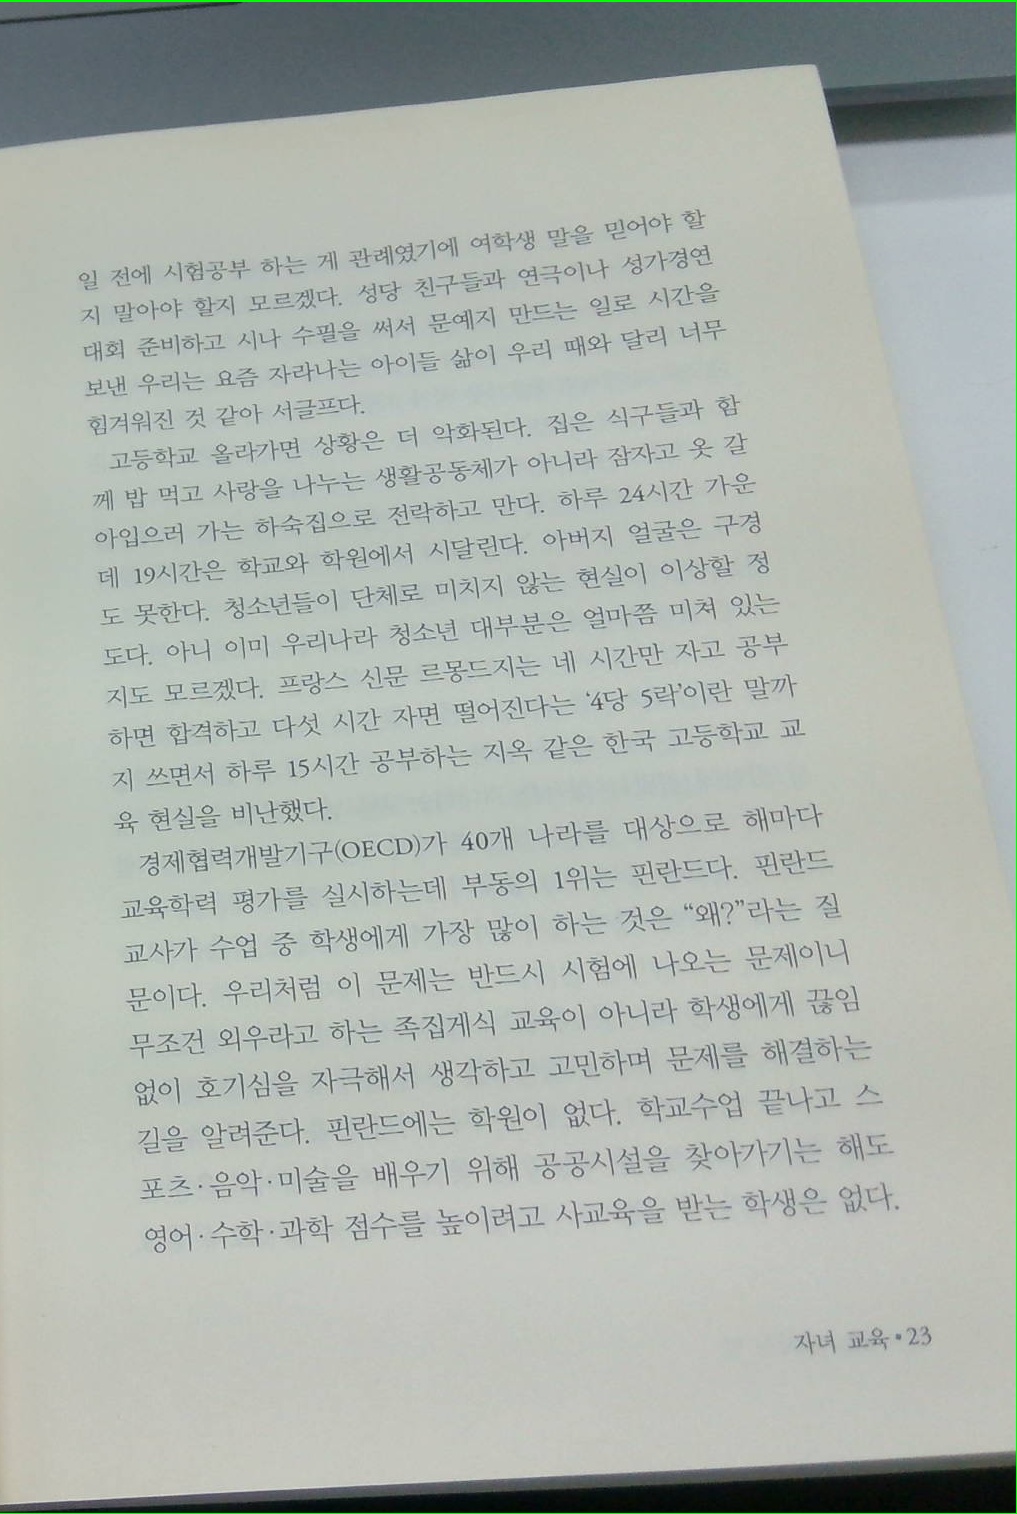 일 전에 시험공부 하는 게 관례였기에 여학생 말을 믿어야 할
지 말아야 할지 모르겠다. 성당 친구들과 연극이나 성가경연
대회 준비하고 시나 수필을 써서 문예지 만드는 일로 시간을
보낸 우리는 요즘 자라나는 아이들 삶이 우리 때와 달리 너무
힘겨워진 것 같아 서글프다.
고등학교 올라가면 상황은 더 악화된다. 집은 식구들과 함
께 밥 먹고 사랑을 나누는 생활공동체가 아니라 잠자고 옷 갈
아입으러 가는 하숙집으로 전락하고 만다. 하루 24시간 가운
데 19시간은 학교와 학원에서 시달린다. 아버지 얼굴은 구경
도 못한다. 청소년들이 단체로 미치지 않는 현실이 이상할 정
도다. 아니 이미 우리나라 청소년 대부분은 얼마쯤 미쳐 있는
지도 모르겠다. 프랑스 신문 르몽드지는 네 시간만 자고 공부
하면 합격하고 다섯 시간 자면 떨어진다는 ‘4당 5락’이란 말까
지 쓰면서 하루 15시간 공부하는 지옥 같은 한국 고등학교 교
육 현실을 비난했다.
경제협력개발기구(OECD)가 40개 나라를 대상으로 해마다
교육학력 평가를 실시하는데 부동의 1위는 핀란드다. 핀란드
교사가 수업 중 학생에게 가장 많이 하는 것은 “왜?”라는 질
문이다. 우리처럼 이 문제는 반드시 시험에 나오는 문제이니
무조건 외우라고 하는 족집게식 교육이 아니라 학생에게 끊임
없이 호기심을 자극해서 생각하고 고민하며 문제를 해결하는
길을 알려준다. 핀란드에는 학원이 없다. 학교수업 끝나고 스
포츠·음악·미술을 배우기 위해 공공시설을 찾아가기는 해도
영어·수학·과학 점수를 높이려고 사교육을 받는 학생은 없다.
자녀 교육•23